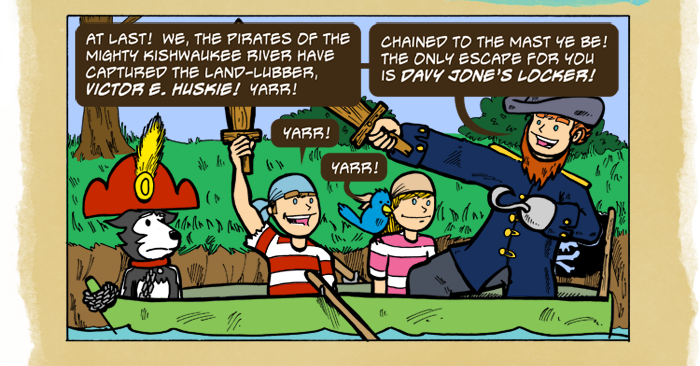 AT LAST! WE, THE PIRATES OF THE
MIGHTY KISHWAUKEE RIVER HAVE
CAPTURED THE LAND-LUBBER,
VICTOR E. HUSKIE! YARR!
CHAINED TO THE MAST YE BE!
THE ONLY ESCAPE FOR YOU
IS DAVY JONE'S LOCKER!
YARR!
YARR!